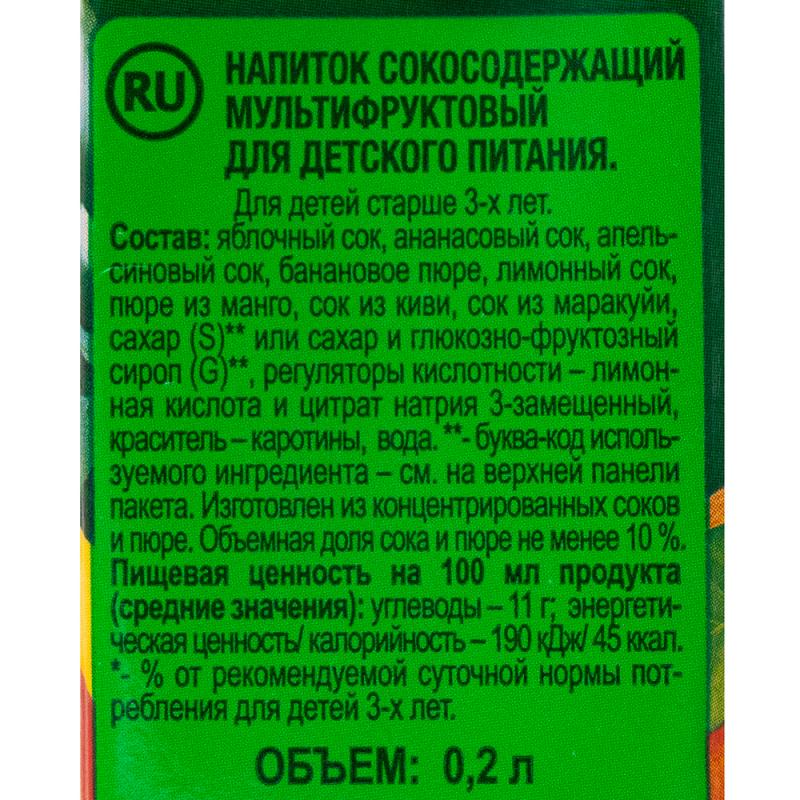 RU
НАПИТОК СОКОСОДЕРЖАЩИЙ
МУЛЬТИФРУКТОВЫЙ
ДЛЯ ДЕТСКОГО ПИТАНИЯ.
Для детей старше 3-х лет.
Состав: яблочный сок, ананасовый сок, апель-
синовый сок, банановое пюре, лимонный сок,
пюре из манго, сок из киви, сок из маракуйи,
сахар (S)** или сахар и глюкозно-фруктозный
сироп (G)**, регуляторы кислотности – лимон-
ная кислота и цитрат натрия 3-замещенный,
краситель – каротины, вода. **- буква-код исполь-
зуемого ингредиента – см. на верхней панели
пакета. Изготовлен из концентрированных соков
и пюре. Объемная доля сока и пюре не менее 10 %.
Пищевая ценность на 100 мл продукта
(средние значения): углеводы – 11 г; энергети-
ческая ценность/ калорийность – 190 кДж/ 45 ккал.
*- % от рекомендуемой суточной нормы пот-
ребления для детей 3-х лет.
ОБЪЕМ: 0,2 л